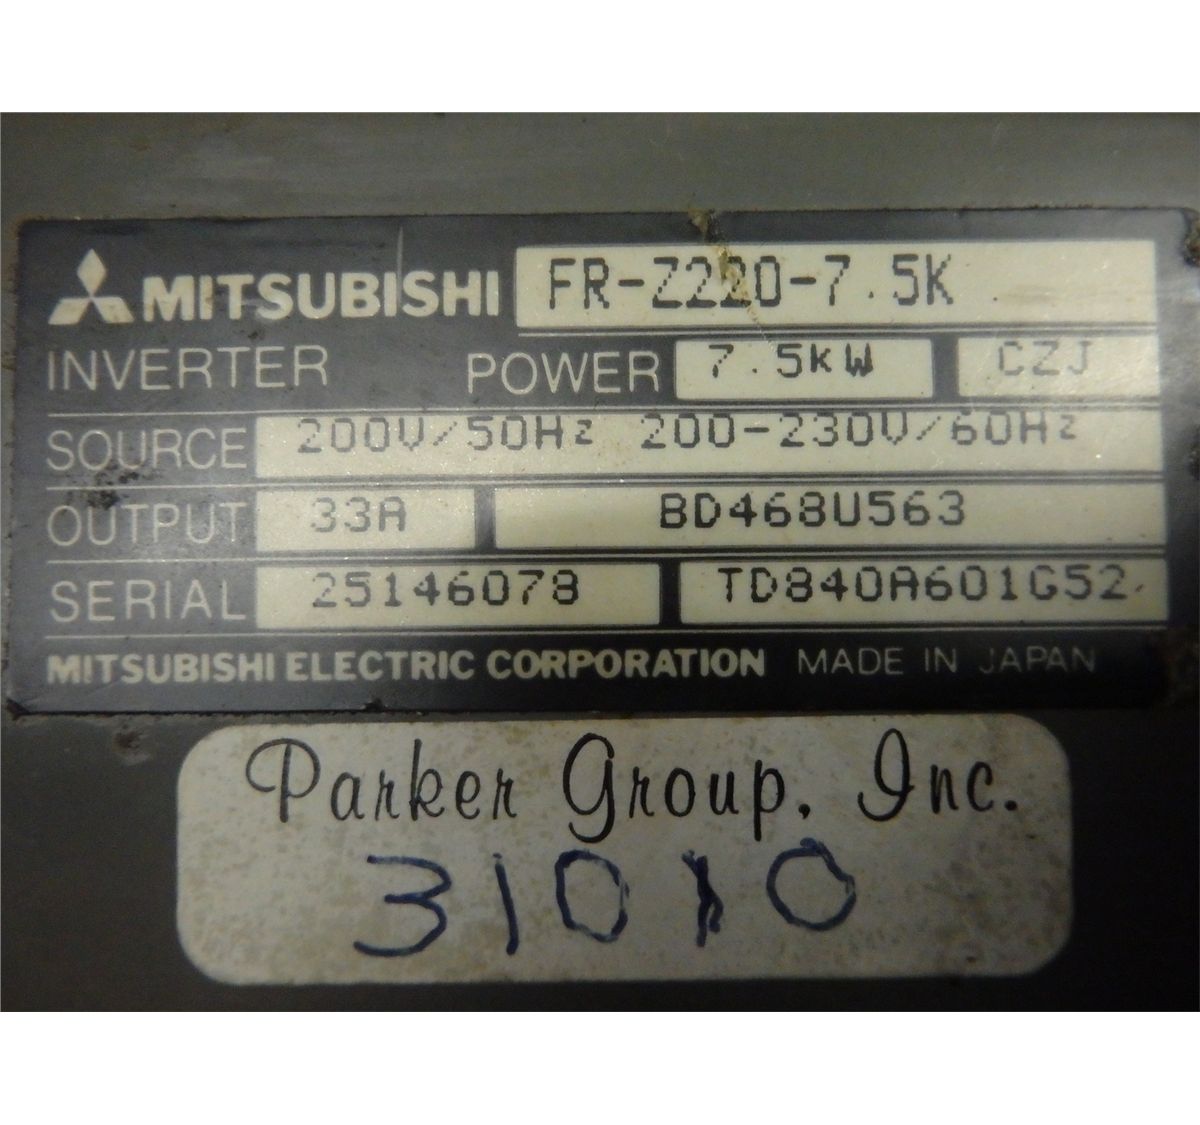 MITSUBISHI FR-Z220-7.5K
INVERTER POWER 7.5kW CZJ
SOURCE 200V/50Hz 200-230V/60Hz
OUTPUT 33A BD468U563
SERIAL 25146078 TD840A601G52
MITSUBISHI ELECTRIC CORPORATION MADE IN JAPAN
Parker Group, Inc.
31010